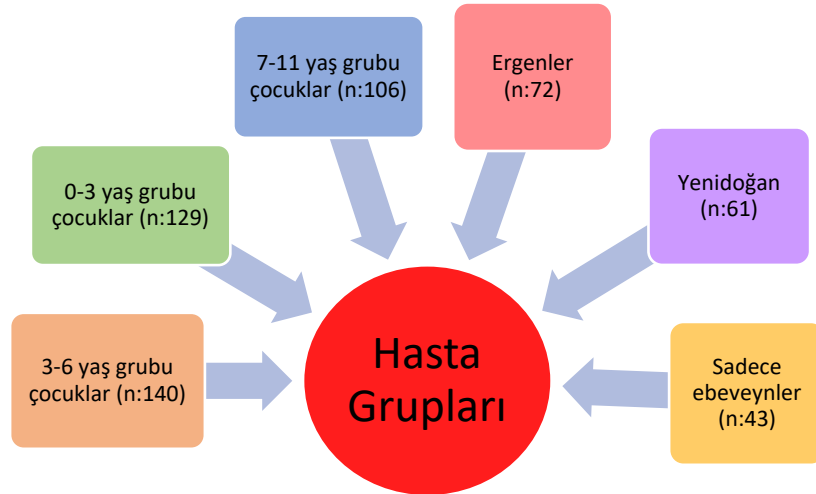 7-11 yaş grubu
çocuklar (n:106)
Ergenler
(n:72)
0-3 yaş grubu
çocuklar (n:129)
Yenidoğan
(n:61)
3-6 yaş grubu
çocuklar (n:140)
Hasta
Grupları
Sadece
ebeveynler
(n:43)